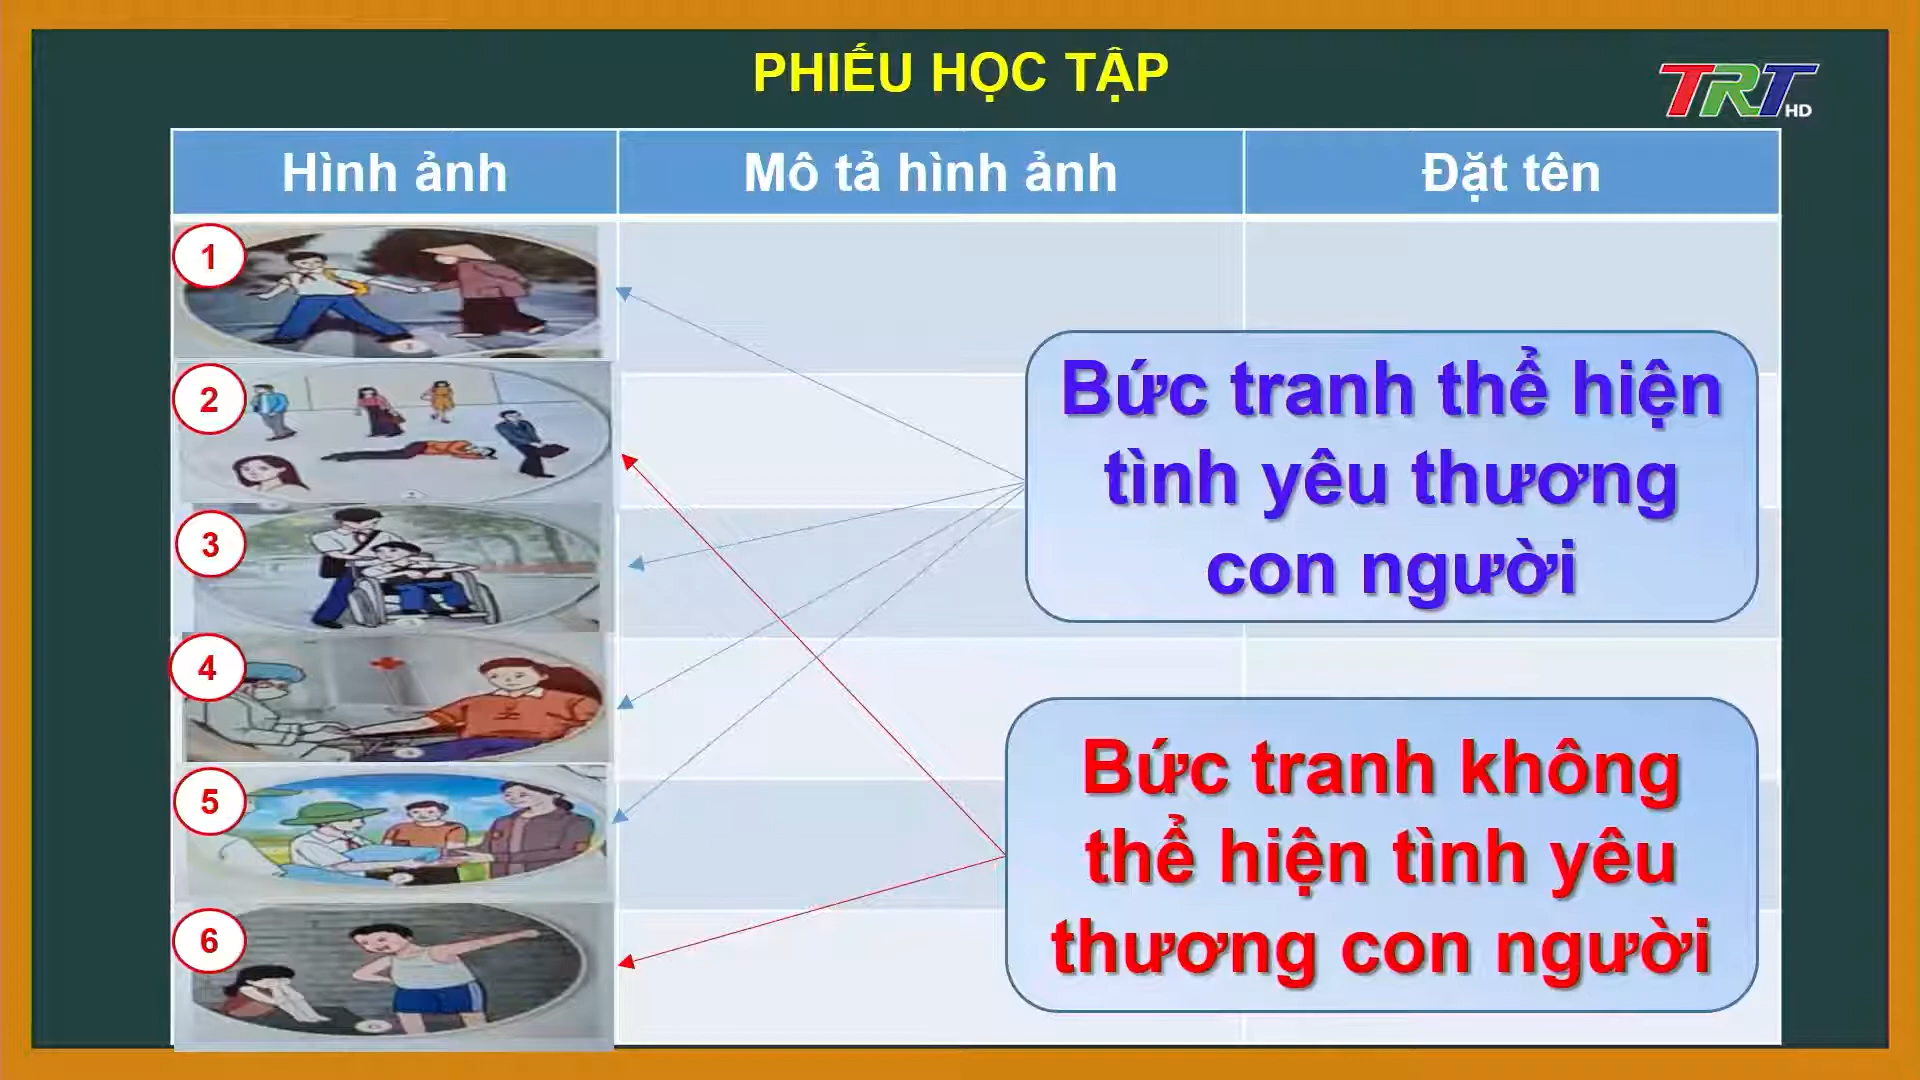 PHIẾU HỌC TẬP
TRT HD
Hình ảnh
Mô tả hình ảnh
Đặt tên
1
2
3
4
5
6
Bức tranh thể hiện
tình yêu thương
con người
Bức tranh không
thể hiện tình yêu
thương con người